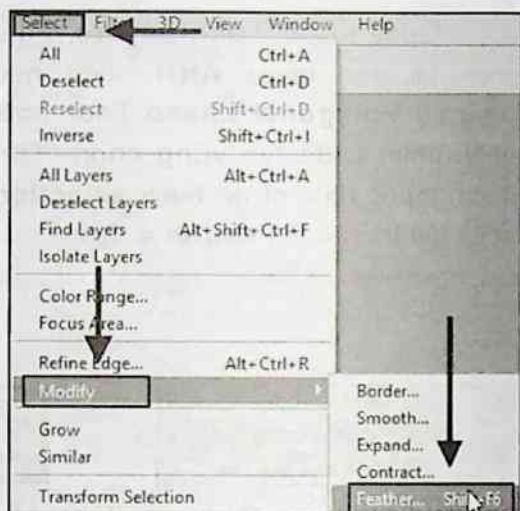 Select Filter 3D View Window Help
All Ctrl+A
Deselect Ctrl+D
Reselect Shift+Ctrl+D
Inverse Shift+Ctrl+I
All Layers Alt+Ctrl+A
Deselect Layers
Find Layers Alt+Shift+Ctrl+F
Isolate Layers
Color Range...
Focus Area...
Refine Edge... Alt+Ctrl+R
Modify
Border...
Smooth...
Expand...
Contract...
Feather... Shift+F6
Grow
Similar
Transform Selection